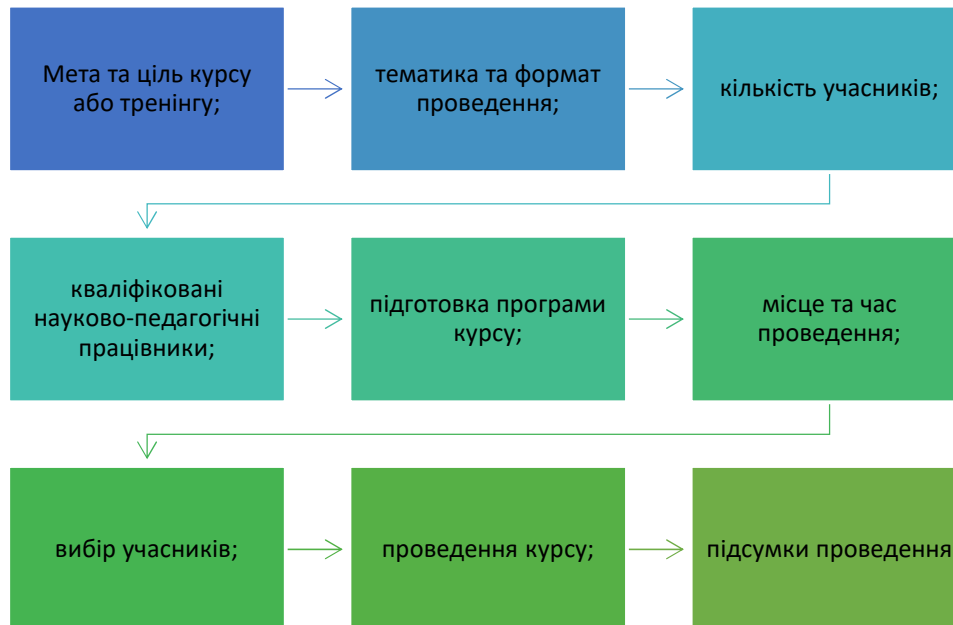 Мета та ціль курсу
або тренінгу;
тематика та формат
проведення;
кількість учасників;
кваліфіковані
науково-педагогічні
працівники;
підготовка програми
курсу;
місце та час
проведення;
вибір учасників;
проведення курсу;
підсумки проведення